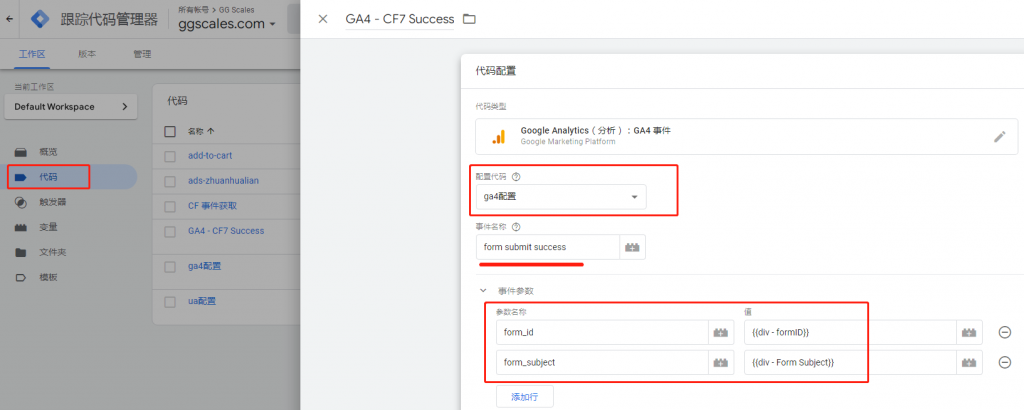 跟踪代码管理器
所有帐号 > GG Scales
ggscales.com
工作区
版本
管理
当前工作区
Default Workspace
概览
代码
触发器
变量
文件夹
模板
代码
名称
add-to-cart
ads-zhuanhualian
CF 事件获取
GA4 - CF7 Success
ga4配置
ua配置
GA4 - CF7 Success
代码配置
代码类型
Google Analytics（分析）：GA4 事件
Google Marketing Platform
配置代码
ga4配置
事件名称
form submit success
事件参数
参数名称 值
form_id {{div - formID}}
form_subject {{div - Form Subject}}
添加行